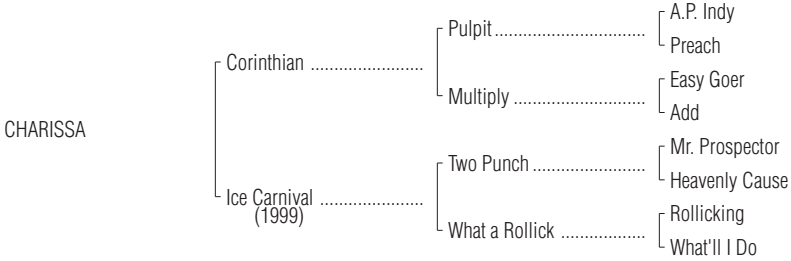 A.P. Indy
Pulpit
Preach
Corinthian
Easy Goer
Multiply
Add
CHARISSA
Mr. Prospector
Two Punch
Heavenly Cause
Ice Carnival
(1999)
Rollicking
What a Rollick
What'll I Do